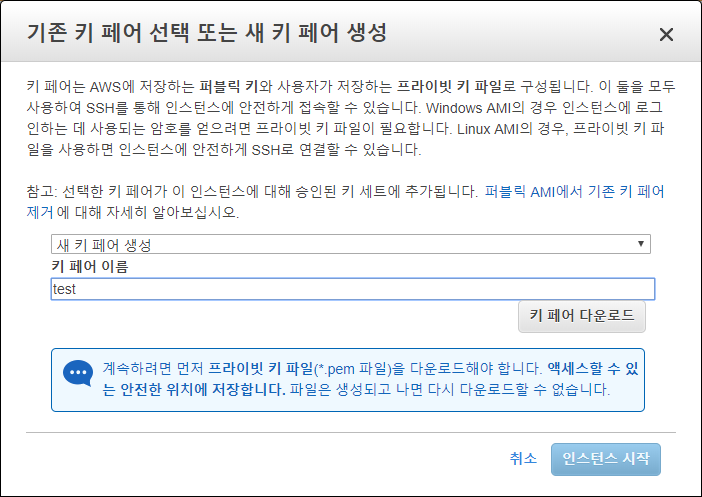 기존 키 페어 선택 또는 새 키 페어 생성
키 페어는 AWS에 저장하는 퍼블릭 키와 사용자가 저장하는 프라이빗 키 파일로 구성됩니다. 이 둘을 모두
사용하여 SSH를 통해 인스턴스에 안전하게 접속할 수 있습니다. Windows AMI의 경우 인스턴스에 로그
인하는 데 사용되는 암호를 얻으려면 프라이빗 키 파일이 필요합니다. Linux AMI의 경우, 프라이빗 키 파
일을 사용하면 인스턴스에 안전하게 SSH로 연결할 수 있습니다.
참고: 선택한 키 페어가 이 인스턴스에 대해 승인된 키 세트에 추가됩니다. 퍼블릭 AMI에서 기존 키 페어
제거 에 대해 자세히 알아보십시오.
새 키 페어 생성
키 페어 이름
test
키 페어 다운로드
계속하려면 먼저 프라이빗 키 파일(*.pem 파일)을 다운로드해야 합니다. 액세스할 수 있
는 안전한 위치에 저장합니다. 파일은 생성되고 나면 다시 다운로드할 수 없습니다.
취소
인스턴스 시작